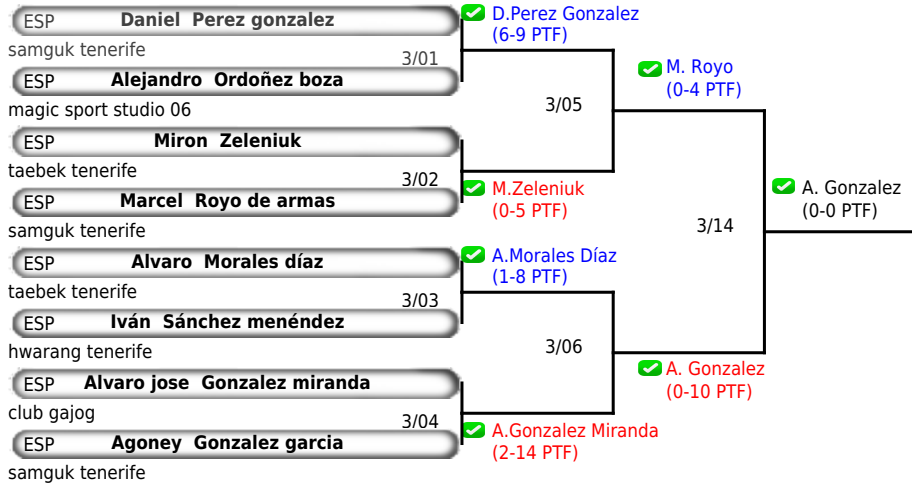 ESP Daniel Perez gonzalez
samguk tenerife
3/01
ESP Alejandro Ordoñez boza
magic sport studio 06
ESP Miron Zeleniuk
taebek tenerife
3/02
ESP Marcel Royo de armas
samguk tenerife
ESP Alvaro Morales díaz
taebek tenerife
3/03
ESP Iván Sánchez menéndez
hwarang tenerife
ESP Alvaro jose Gonzalez miranda
club gajog
3/04
ESP Agoney Gonzalez garcia
samguk tenerife
D.Perez Gonzalez
(6-9 PTF)
3/05
M.Zeleniuk
(0-5 PTF)
A.Morales Díaz
(1-8 PTF)
3/06
A.Gonzalez Miranda
(2-14 PTF)
M. Royo
(0-4 PTF)
3/14
A. Gonzalez
(0-10 PTF)
A. Gonzalez
(0-0 PTF)